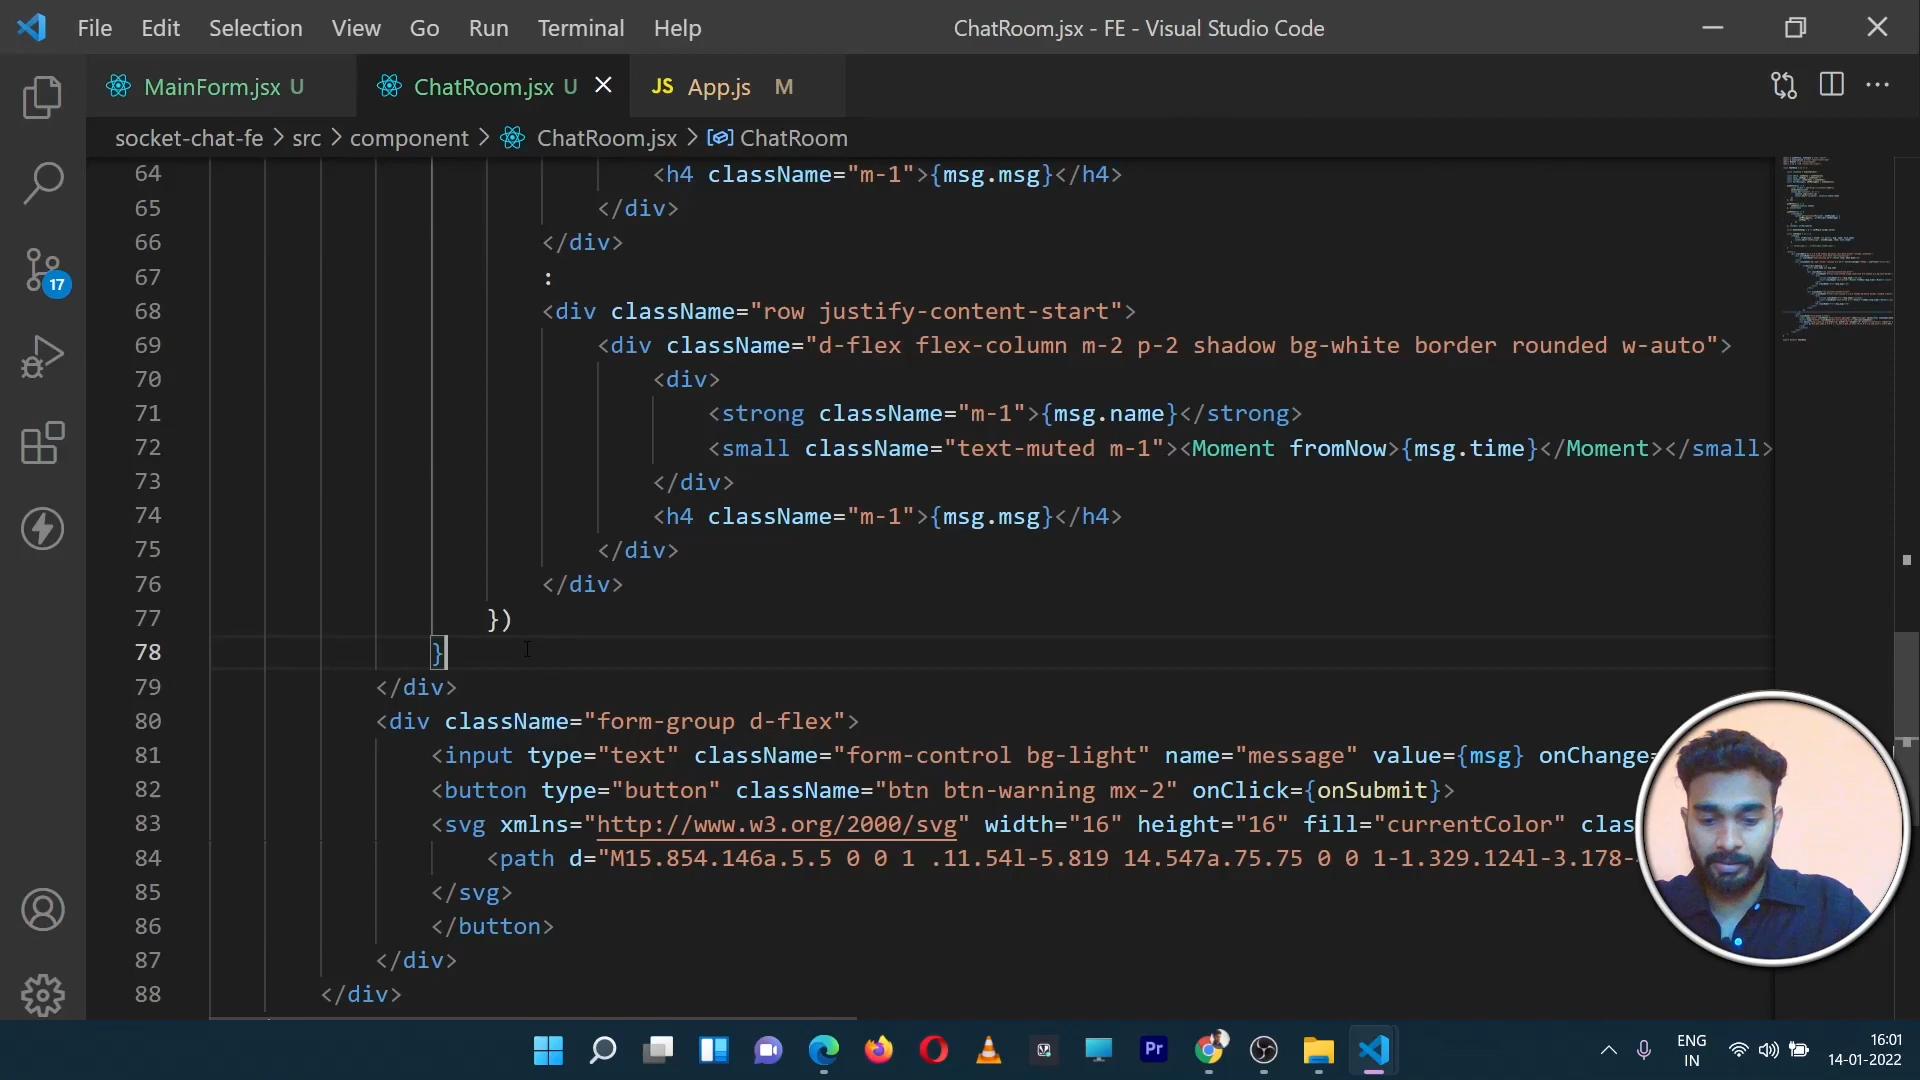 File Edit Selection View Go Run Terminal Help
ChatRoom.jsx - FE - Visual Studio Code
MainForm.jsx U
ChatRoom.jsx U
JS App.js M
socket-chat-fe > src > component > ChatRoom.jsx > ChatRoom
64 <h4 className="m-1">{msg.msg}</h4>
65 </div>
66 </div>
67 :
68 <div className="row justify-content-start">
69 <div className="d-flex flex-column m-2 p-2 shadow bg-white border rounded w-auto">
70 <div>
71 <strong className="m-1">{msg.name}</strong>
72 <small className="text-muted m-1"><Moment fromNow>{msg.time}</Moment></small>
73 </div>
74 <h4 className="m-1">{msg.msg}</h4>
75 </div>
76 </div>
77 })
78 }
79 </div>
80 <div className="form-group d-flex">
81 <input type="text" className="form-control bg-light" name="message" value={msg} onChange=
82 <button type="button" className="btn btn-warning mx-2" onClick={onSubmit}>
83 <svg xmlns="http://www.w3.org/2000/svg" width="16" height="16" fill="currentColor" clas
84 <path d="M15.854.146a.5.5 0 0 1 .11.54l-5.819 14.547a.75.75 0 0 1-1.329.124l-3.178-
85 </svg>
86 </button>
87 </div>
88 </div>
17
Pr
ENG
IN
16:01
14-01-2022